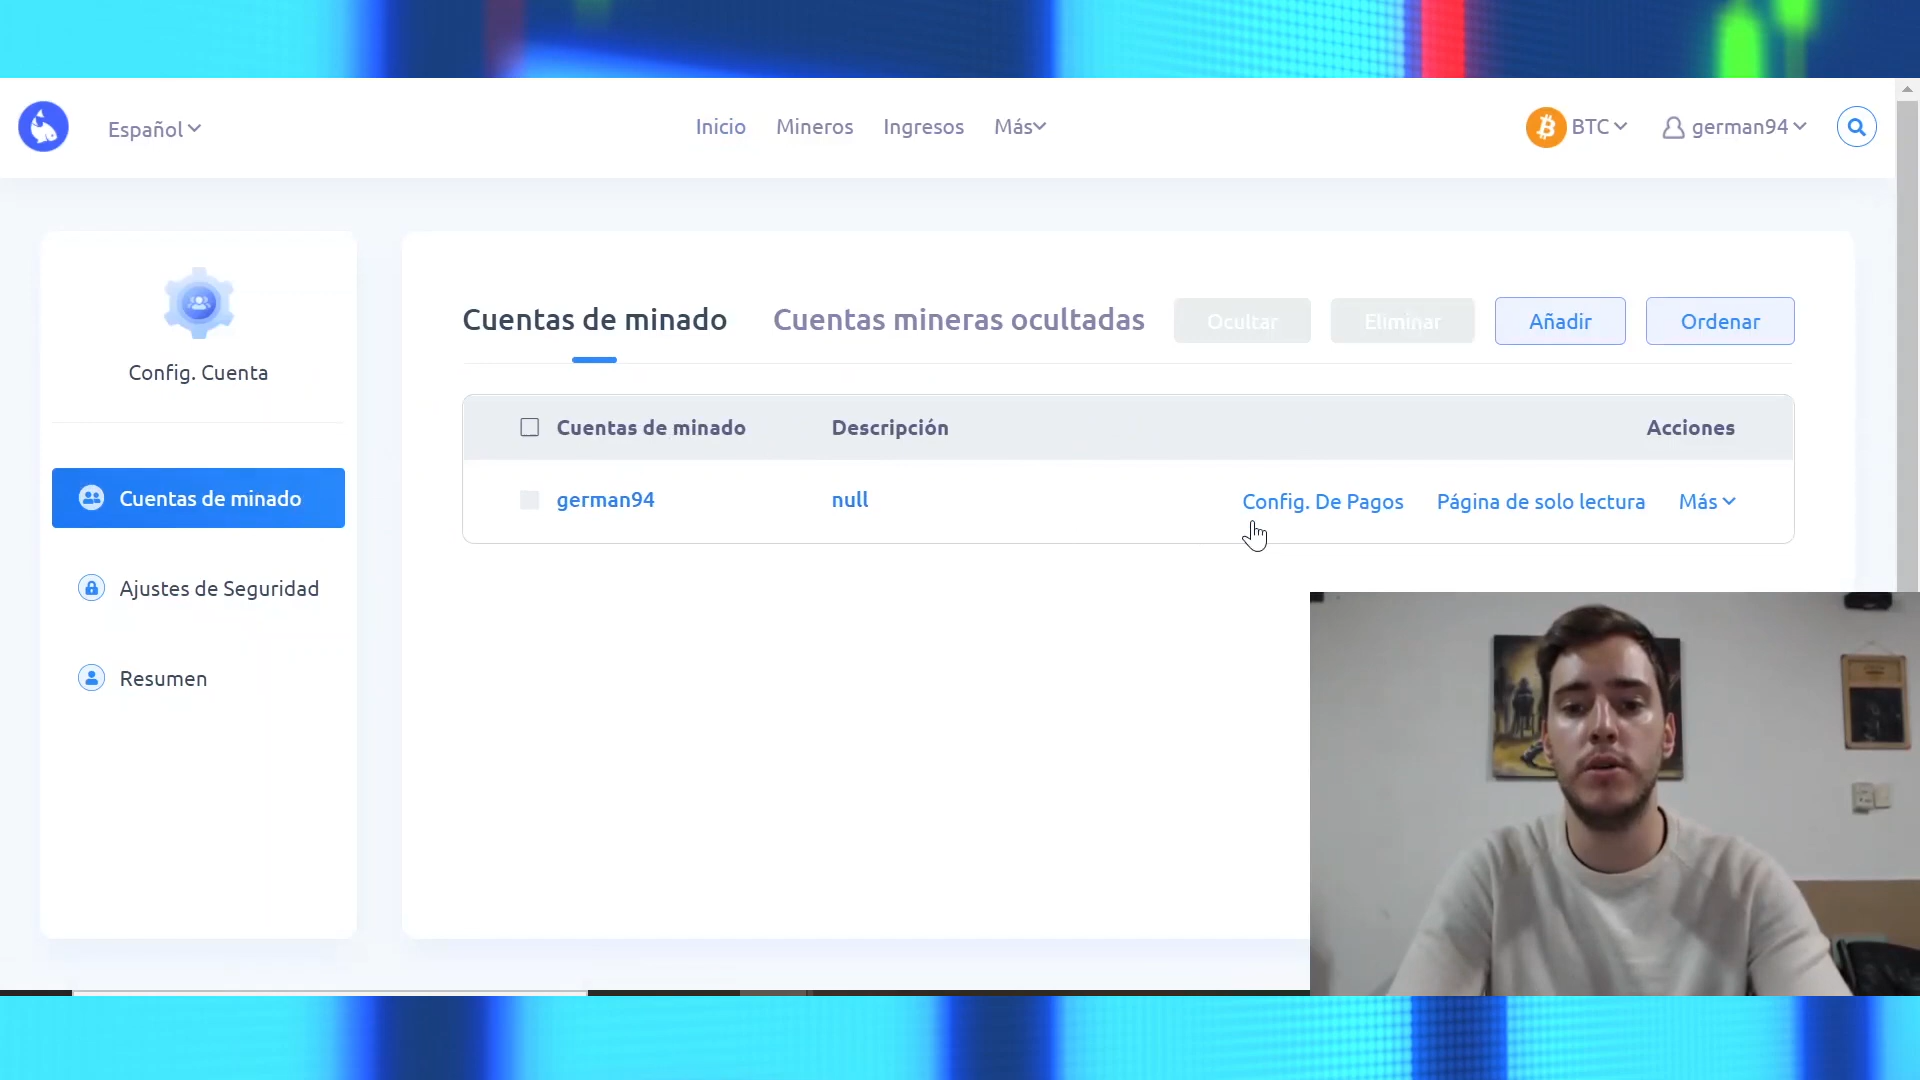 Español
Inicio Mineros Ingresos Más
BTC german94
Config. Cuenta
Cuentas de minado
Ajustes de Seguridad
Resumen
Cuentas de minado Cuentas mineras ocultadas Ocultar Eliminar Añadir Ordenar
Cuentas de minado Descripción Acciones
german94 null Config. De Pagos Página de solo lectura Más